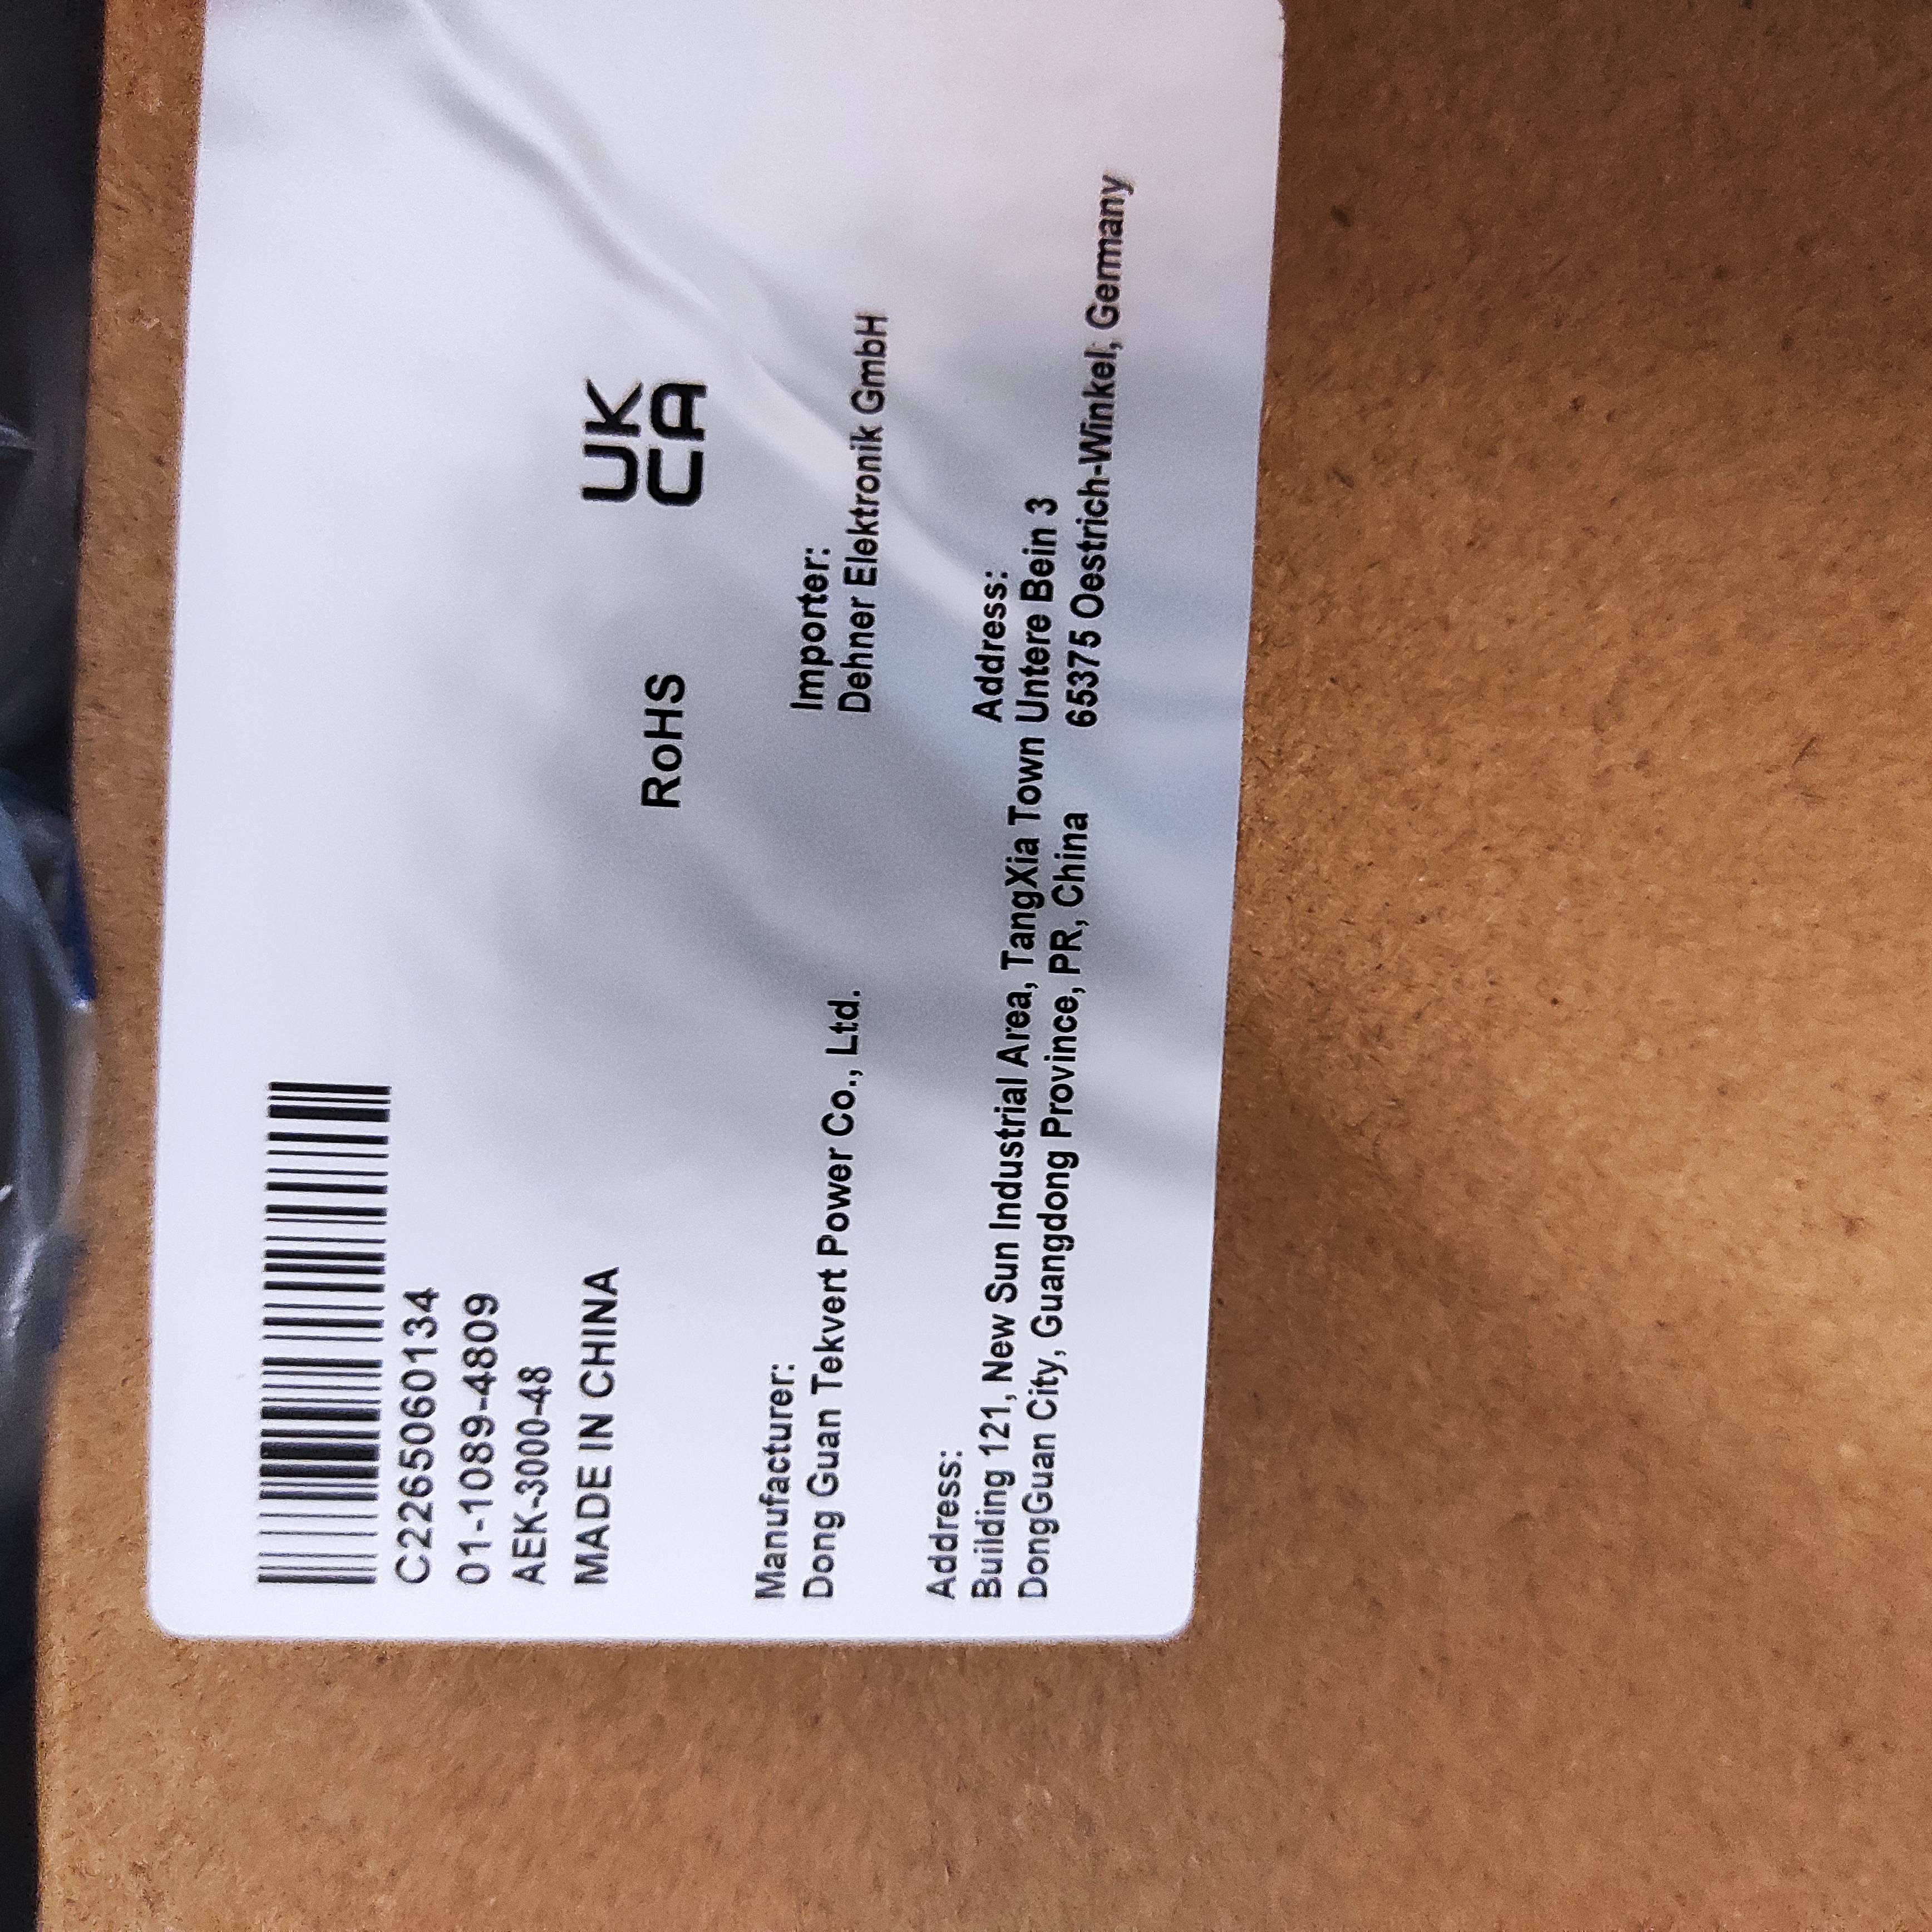 C2265060134
01-1089-4809
AEK-3000-48
MADE IN CHINA
RoHS
UK
CA
Manufacturer:
Dong Guan Tekvert Power Co., Ltd.
Importer:
Dehner Elektronik GmbH
Address:
Building 121, New Sun Industrial Area, TangXia Town
DongGuan City, Guangdong Province, PR, China
Address:
Untere Bein 3
65375 Oestrich-Winkel, Germany